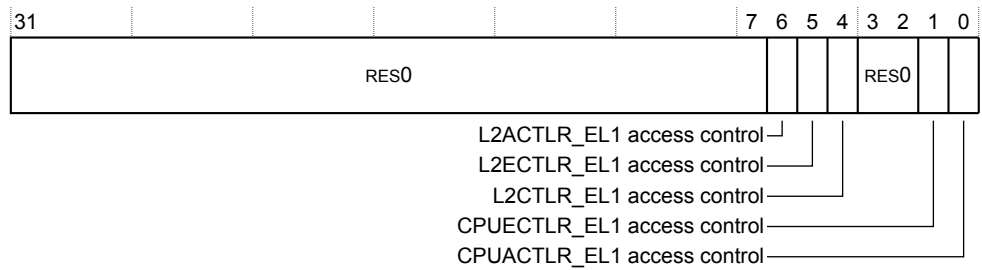 31 7 6 5 4 3 2 1 0
RES0 RES0
L2ACTLR_EL1 access control
L2ECTLR_EL1 access control
L2CTLR_EL1 access control
CPUECTLR_EL1 access control
CPUACTLR_EL1 access control